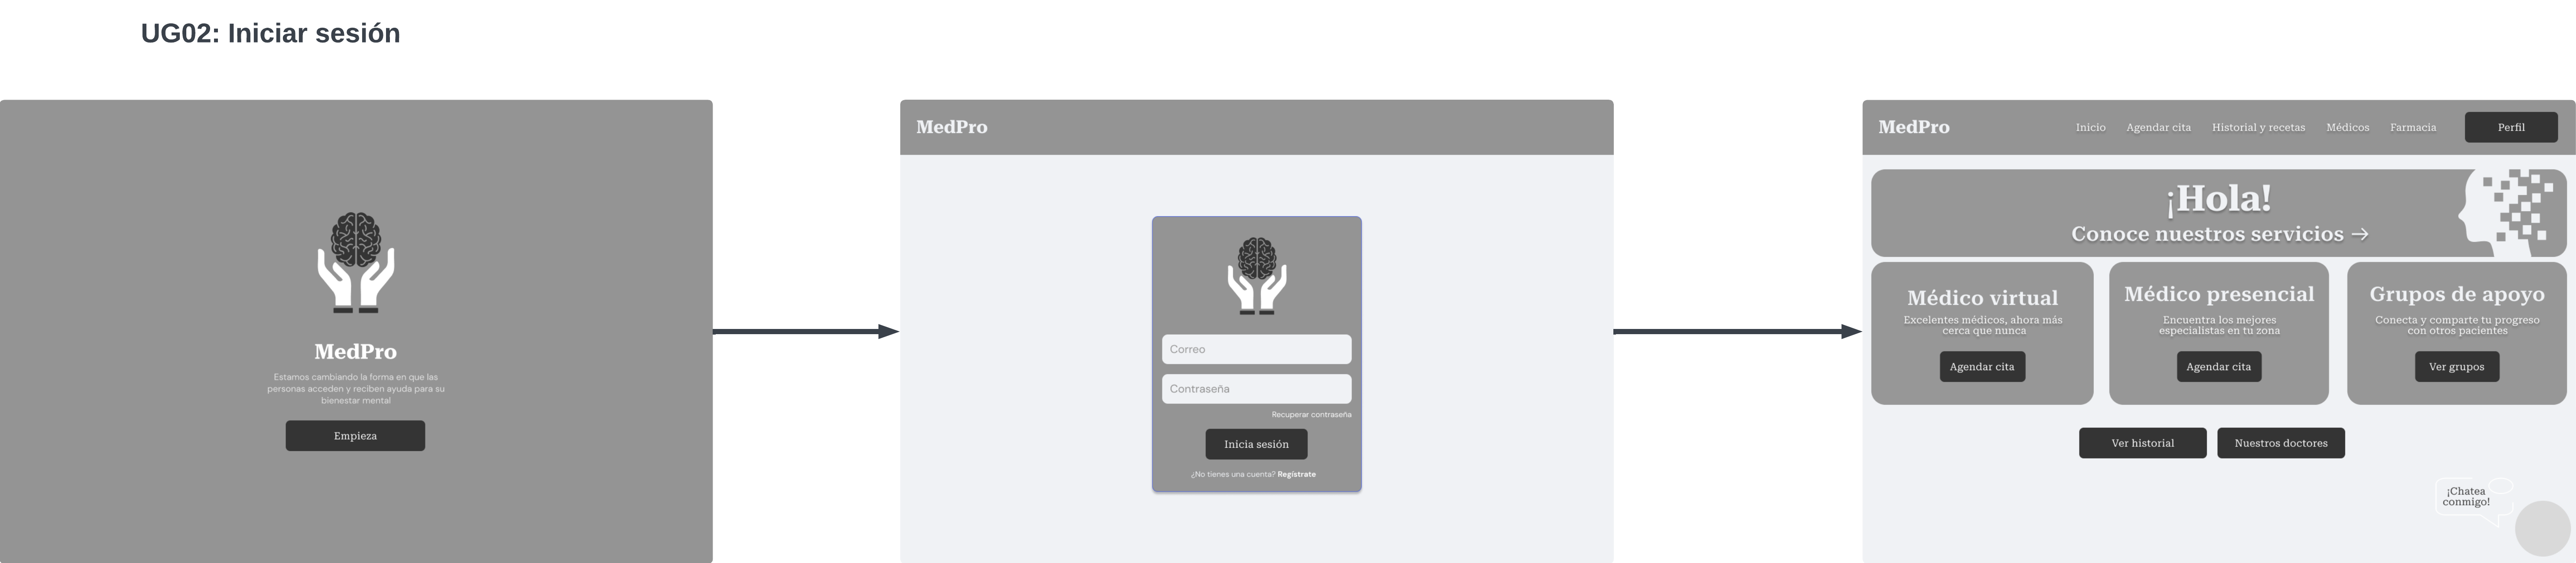 UG02: Iniciar sesión
MedPro
Estamos cambiando la forma en que las
personas acceden y reciben ayuda para su
bienestar mental
Empieza
MedPro
Correo
Contraseña
Recuperar contraseña
Inicia sesión
¿No tienes una cuenta? Regístrate
MedPro
Inicio
Agendar cita
Historial y recetas
Médicos
Farmacia
Perfil
¡Hola!
Conoce nuestros servicios →
Médico virtual
Excelentes médicos, ahora más
cerca que nunca
Agendar cita
Médico presencial
Encuentra los mejores
especialistas en tu zona
Agendar cita
Grupos de apoyo
Conecta y comparte tu progreso
con otros pacientes
Ver grupos
Ver historial
Nuestros doctores
¡Chatea
conmigo!